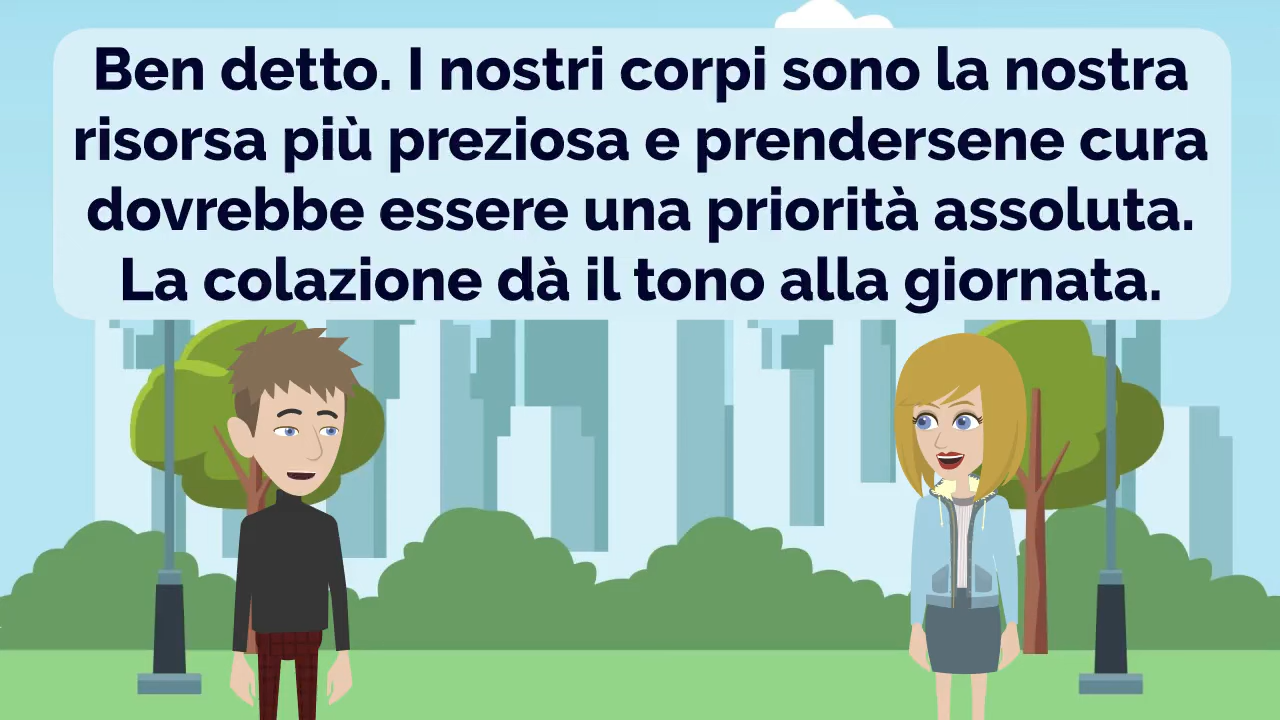 Ben detto. I nostri corpi sono la nostra
risorsa più preziosa e prendersene cura
dovrebbe essere una priorità assoluta.
La colazione dà il tono alla giornata.